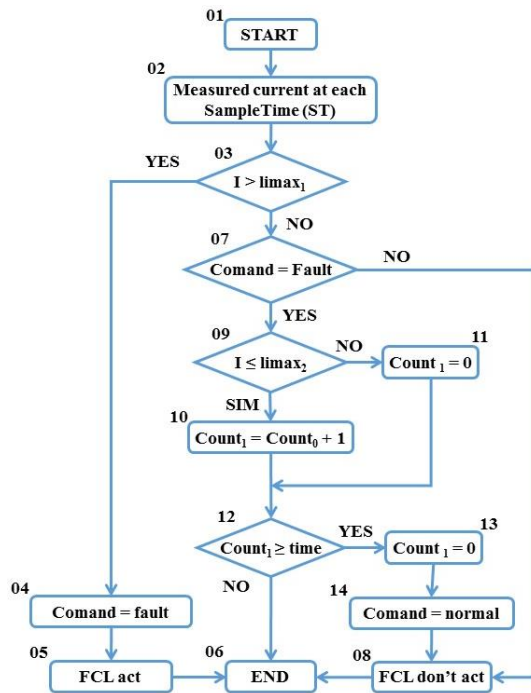 01
START
02
Measured current at each
SampleTime (ST)
03
YES
I > limax₁
NO
07
Comand = Fault
NO
YES
09
I ≤ limax₂
NO
11
Count ₁ = 0
SIM
10
Count₁ = Count₀ + 1
12
Count₁ ≥ time
YES
13
Count ₁ = 0
NO
04
Comand = fault
14
Comand = normal
05
FCL act
06
END
08
FCL don't act